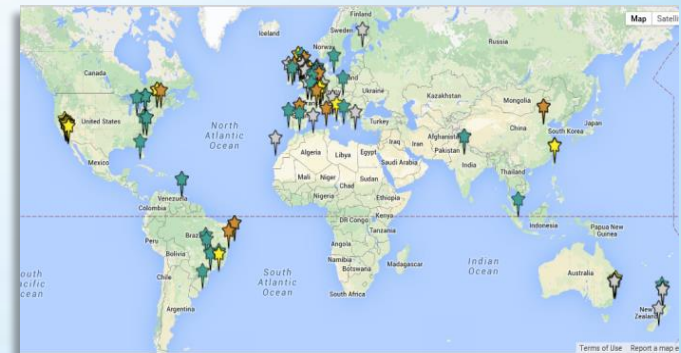 Finland
Iceland
Sweden
Norway
Russia
Map
Satelli
Canada
Ukraine
Kazakhstan
Mongolia
North
Atlantic
Ocean
United States
Turkey
Afghanistan
China
South Korea
Japan
Iraq
Iran
Pakistan
Algeria
Libya
Egypt
Saudi Arabia
Mexico
India
Thailand
Mali
Niger
Sudan
Chad
Nigeria
Ethiopia
Venezuela
Colombia
DR Congo
Kenya
Tanzania
Indonesia
Papua New
Guinea
Brazil
Peru
Bolivia
Angola
Namibia
Botswana
Madagascar
Indian
Ocean
Australia
outh
acific
cean
Chile
South
Atlantic
Ocean
South Africa
Argentina
New
Zealand
Terms of Use
Report a map e